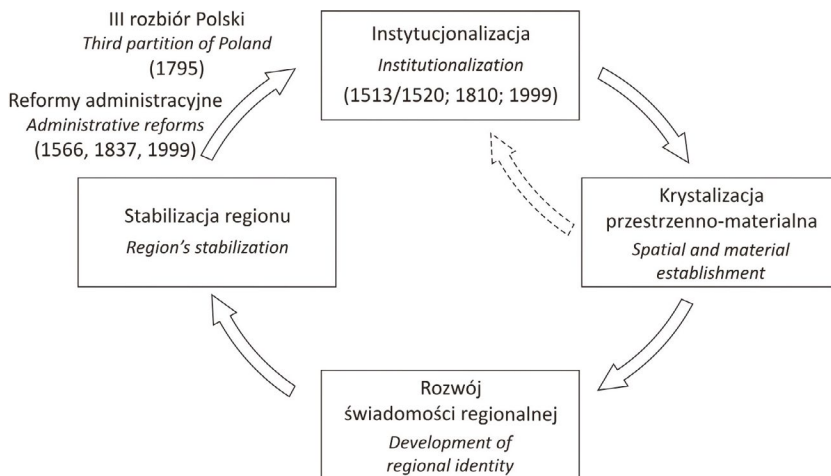 III rozbiór Polski
Third partition of Poland
(1795)
Reformy administracyjne
Administrative reforms
(1566, 1837, 1999)
Instytucjonalizacja
Institutionalization
(1513/1520; 1810; 1999)
Stabilizacja regionu
Region's stabilization
Krystalizacja
przestrzenno-materialna
Spatial and material
establishment
Rozwój
świadomości regionalnej
Development of
regional identity